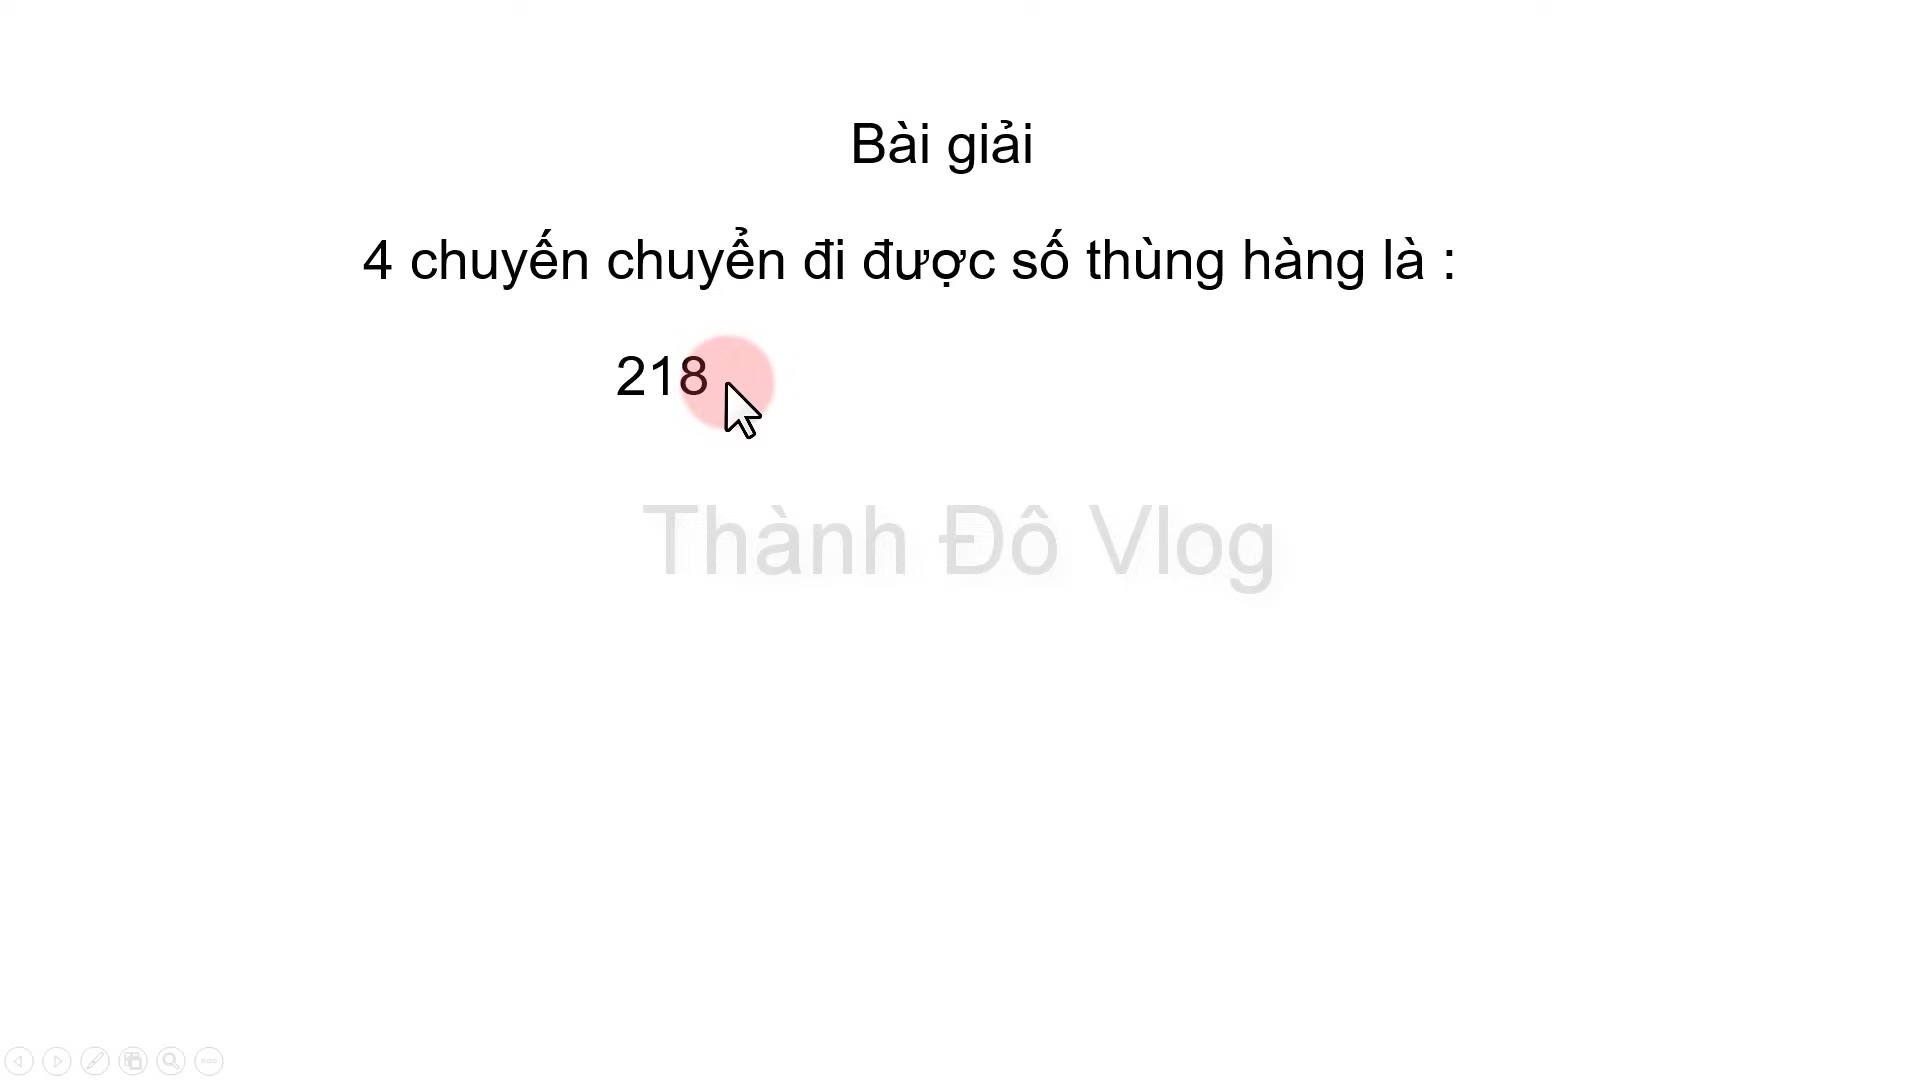 Bài giải
4 chuyến chuyển đi được số thùng hàng là :
218
Thành Đô Vlog